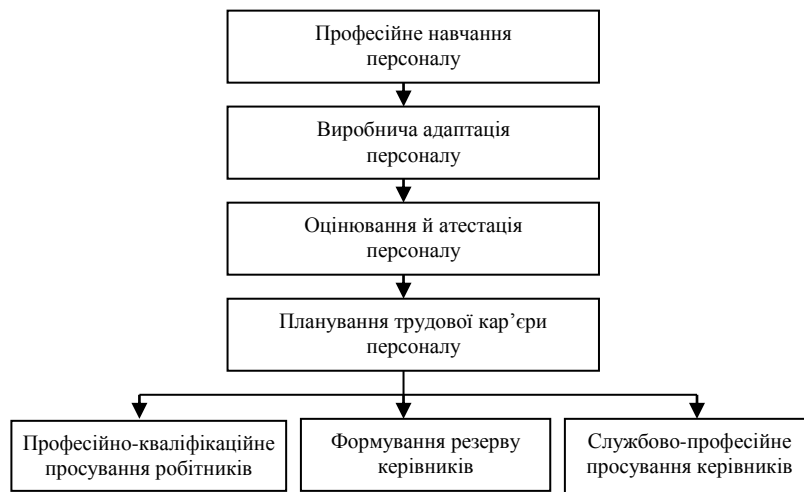 Професійне навчання
персоналу
Виробнича адаптація
персоналу
Оцінювання й атестація
персоналу
Планування трудової кар’єри
персоналу
Професійно-кваліфікаційне
просування робітників
Формування резерву
керівників
Службово-професійне
просування керівників